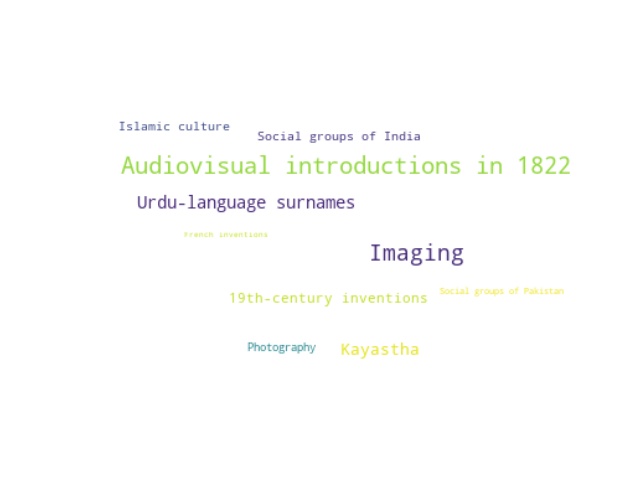 Islamic culture
Social groups of India
Audiovisual introductions in 1822
Urdu-language surnames
French inventions
Imaging
Social groups of Pakistan
19th-century inventions
Photography
Kayastha